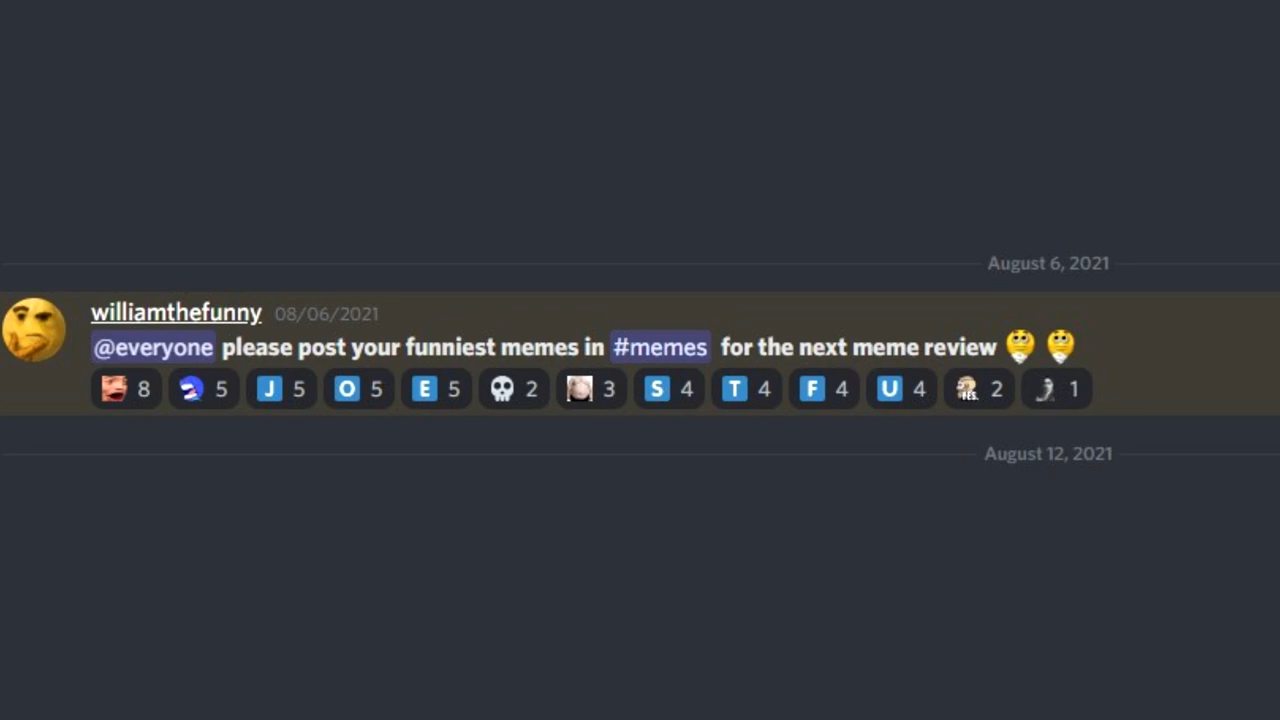 August 6, 2021
williamthefunny 08/06/2021
@everyone please post your funniest memes in #memes for the next meme review
8 5 J 5 O 5 E 5 2 3 S 4 T 4 F 4 U 4 YES. 2 1
August 12, 2021